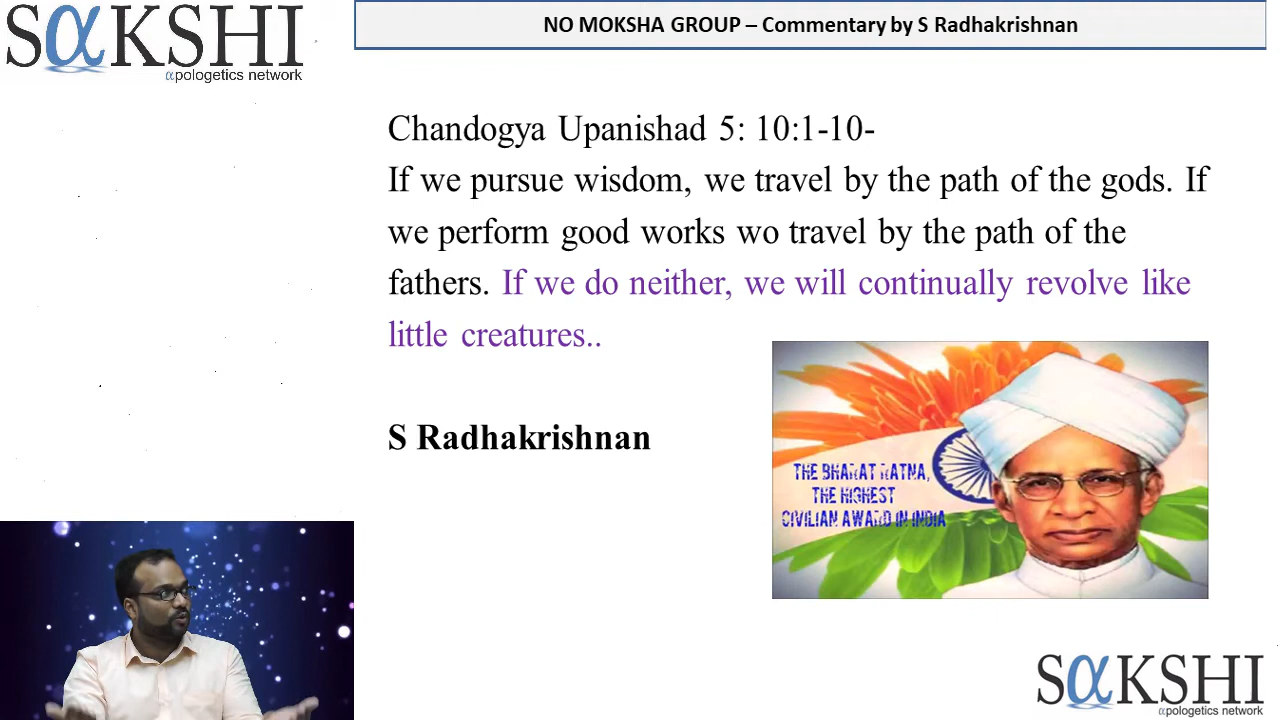 SαKSHI
αpologetics network
NO MOKSHA GROUP – Commentary by S Radhakrishnan
Chandogya Upanishad 5: 10:1-10-
If we pursue wisdom, we travel by the path of the gods. If
we perform good works wo travel by the path of the
fathers. If we do neither, we will continually revolve like
little creatures..
S Radhakrishnan
THE BHARAT RATNA,
THE HIGHEST
CIVILIAN AWARD IN INDIA
SαKSHI
αpologetics network